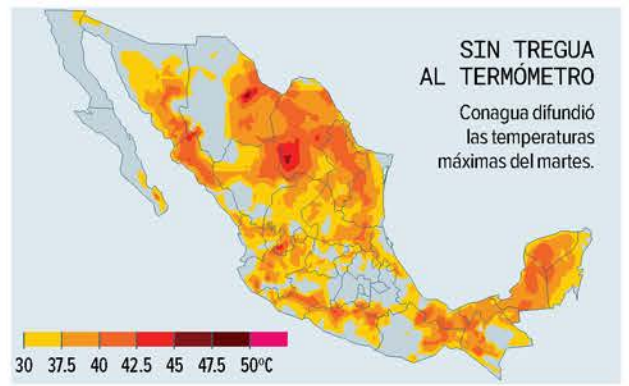 SIN TREGUA
AL TERMÓMETRO
Conagua difundió
las temperaturas
máximas del martes.
30 37.5 40 42.5 45 47.5 50ºC